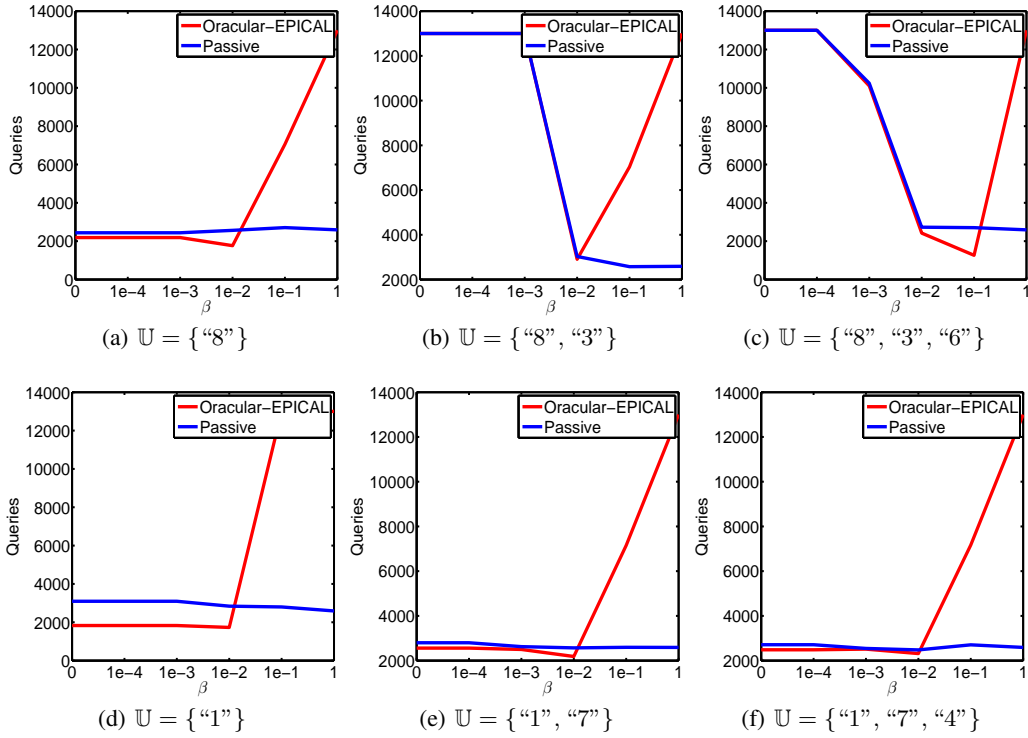 14000
12000
10000
8000
6000
4000
2000
0
Queries
Oracular−EPICAL
Passive
0 1e−4 1e−3 1e−2 1e−1 1
β
(a) 𝕌 = {“8”}
14000
12000
10000
8000
6000
4000
2000
Queries
Oracular−EPICAL
Passive
0 1e−4 1e−3 1e−2 1e−1 1
β
(b) 𝕌 = {“8”, “3”}
14000
12000
10000
8000
6000
4000
2000
0
Queries
Oracular−EPICAL
Passive
0 1e−4 1e−3 1e−2 1e−1 1
β
(c) 𝕌 = {“8”, “3”, “6”}
14000
12000
10000
8000
6000
4000
2000
0
Queries
Oracular−EPICAL
Passive
0 1e−4 1e−3 1e−2 1e−1 1
β
(d) 𝕌 = {“1”}
14000
12000
10000
8000
6000
4000
2000
Queries
Oracular−EPICAL
Passive
0 1e−4 1e−3 1e−2 1e−1 1
β
(e) 𝕌 = {“1”, “7”}
14000
12000
10000
8000
6000
4000
2000
Queries
Oracular−EPICAL
Passive
0 1e−4 1e−3 1e−2 1e−1 1
β
(f) 𝕌 = {“1”, “7”, “4”}